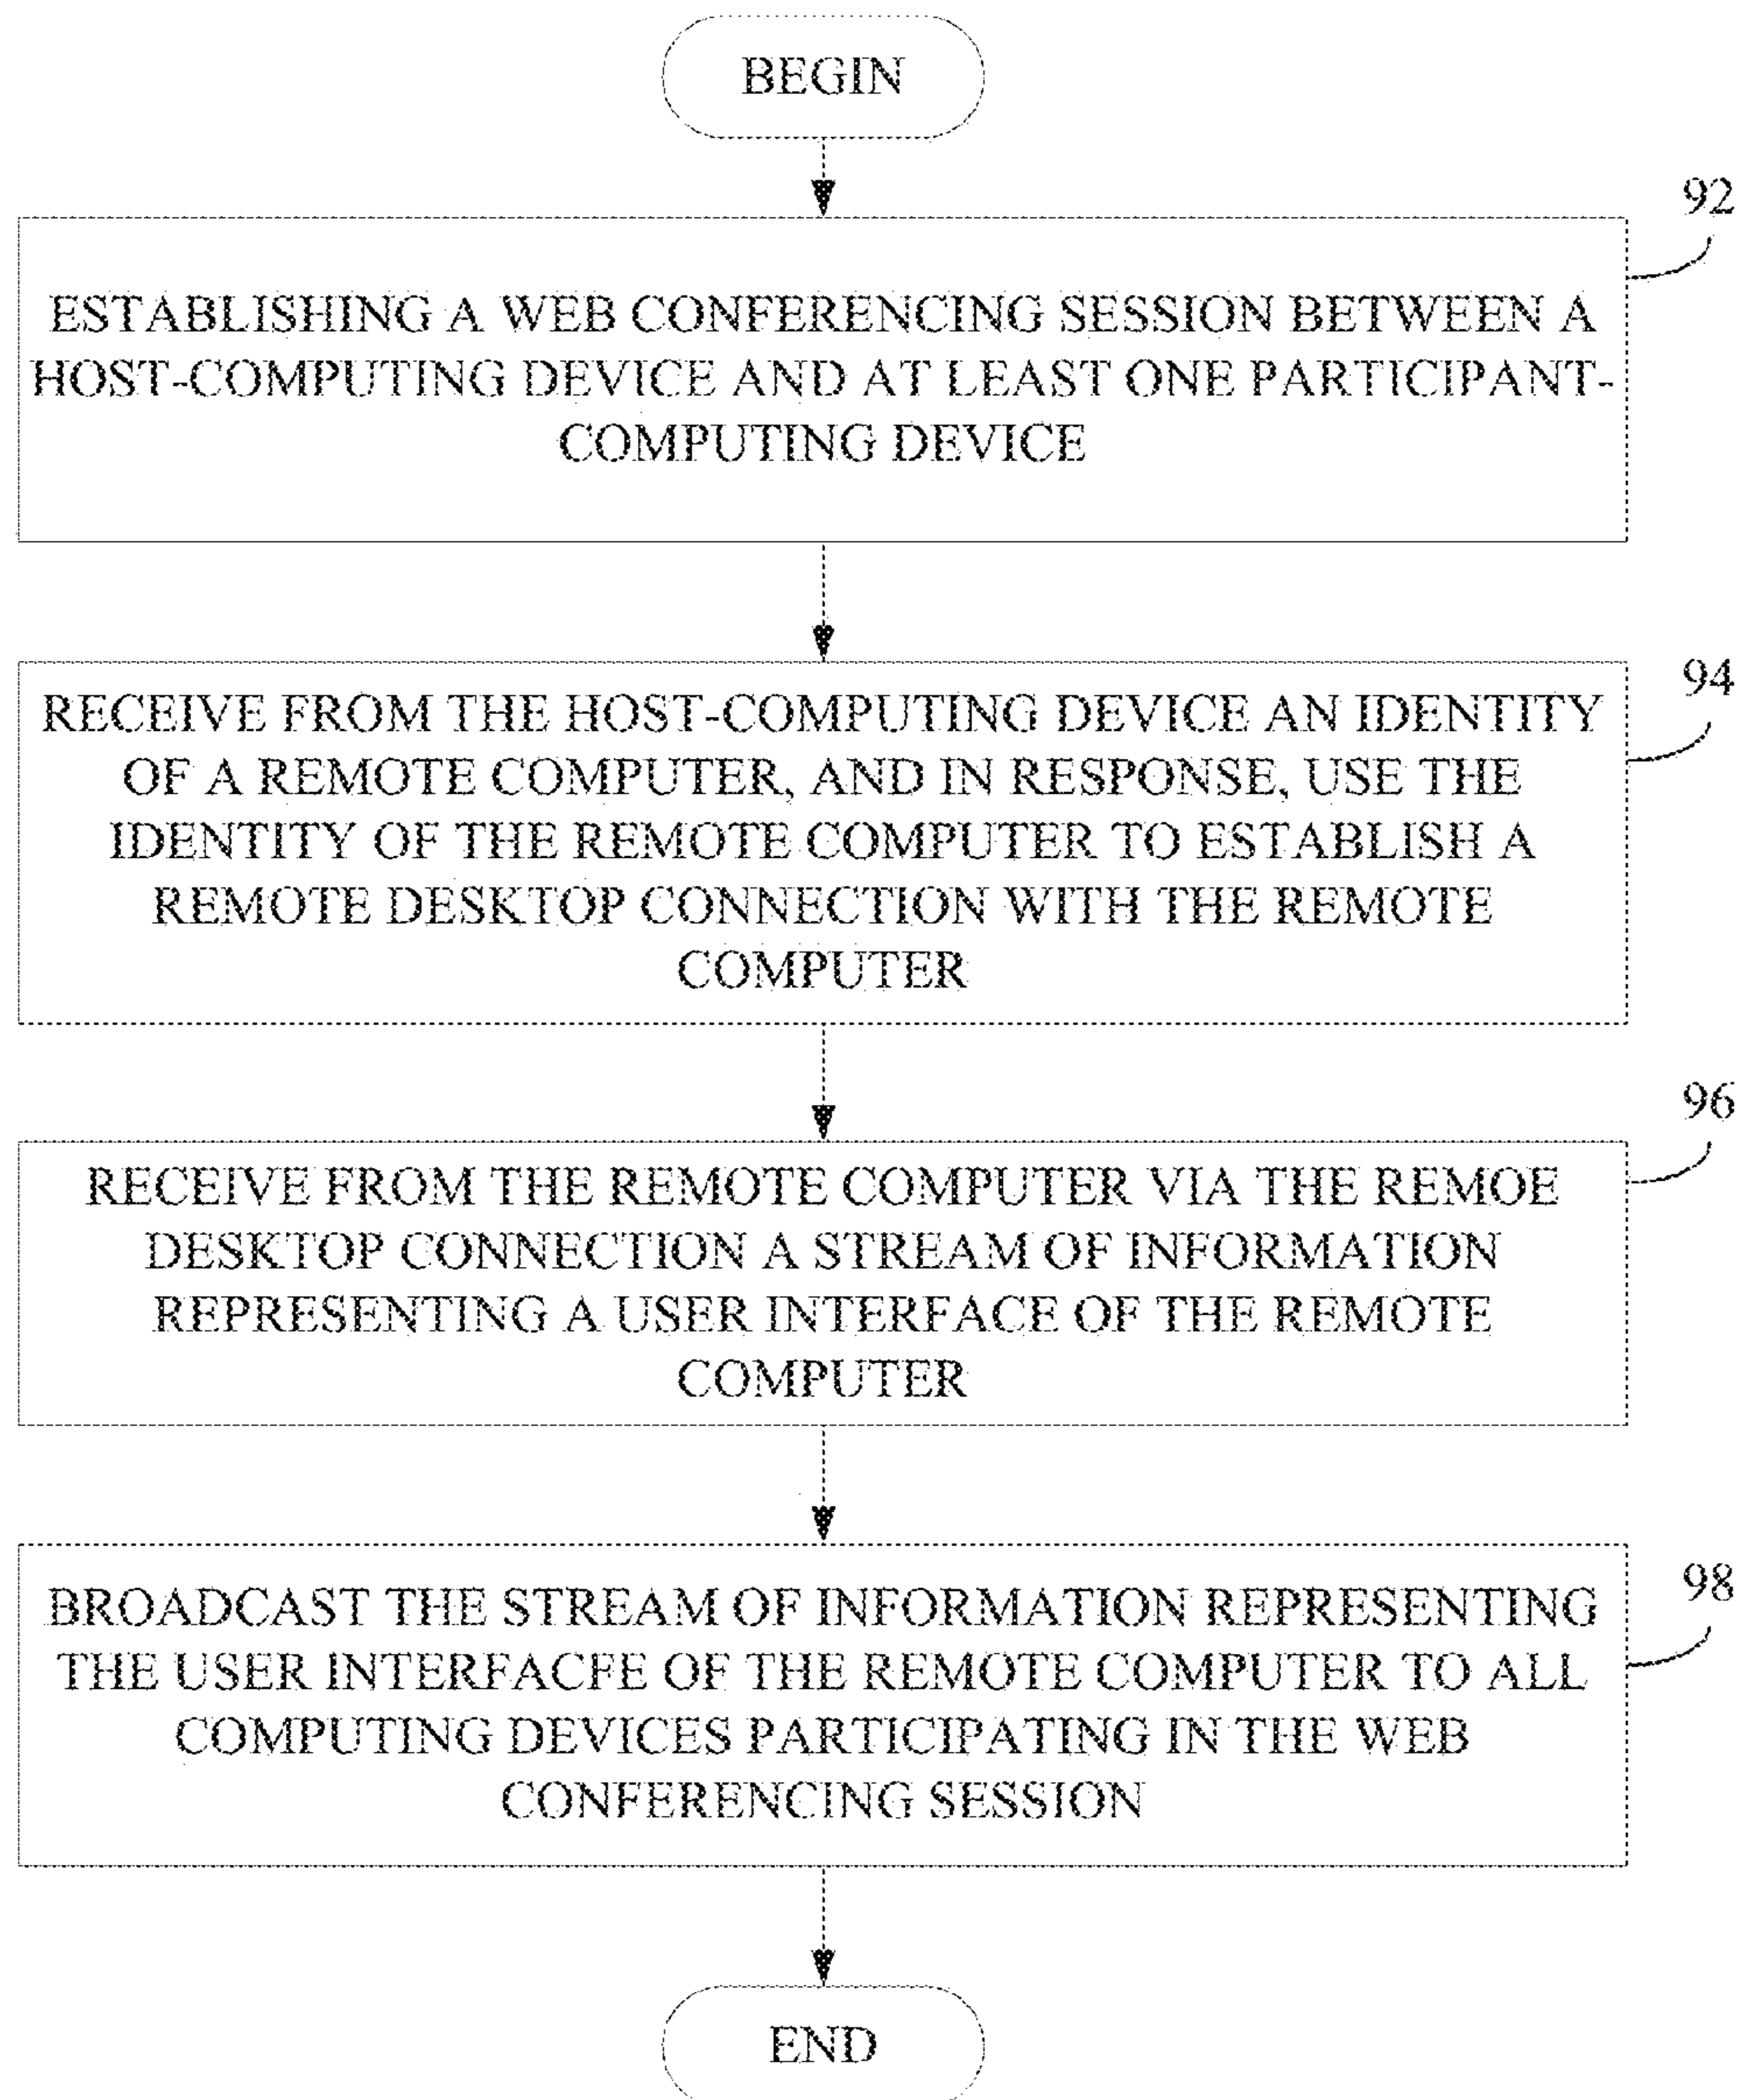 BEGIN
92
ESTABLISHING A WEB CONFERENCING SESSION BETWEEN A
HOST-COMPUTING DEVICE AND AT LEAST ONE PARTICIPANT-
COMPUTING DEVICE
94
RECEIVE FROM THE HOST-COMPUTING DEVICE AN IDENTITY
OF A REMOTE COMPUTER, AND IN RESPONSE, USE THE
IDENTITY OF THE REMOTE COMPUTER TO ESTABLISH A
REMOTE DESKTOP CONNECTION WITH THE REMOTE
COMPUTER
96
RECEIVE FROM THE REMOTE COMPUTER VIA THE REMOE
DESKTOP CONNECTION A STREAM OF INFORMATION
REPRESENTING A USER INTERFACE OF THE REMOTE
COMPUTER
98
BROADCAST THE STREAM OF INFORMATION REPRESENTING
THE USER INTERFACFE OF THE REMOTE COMPUTER TO ALL
COMPUTING DEVICES PARTICIPATING IN THE WEB
CONFERENCING SESSION
END